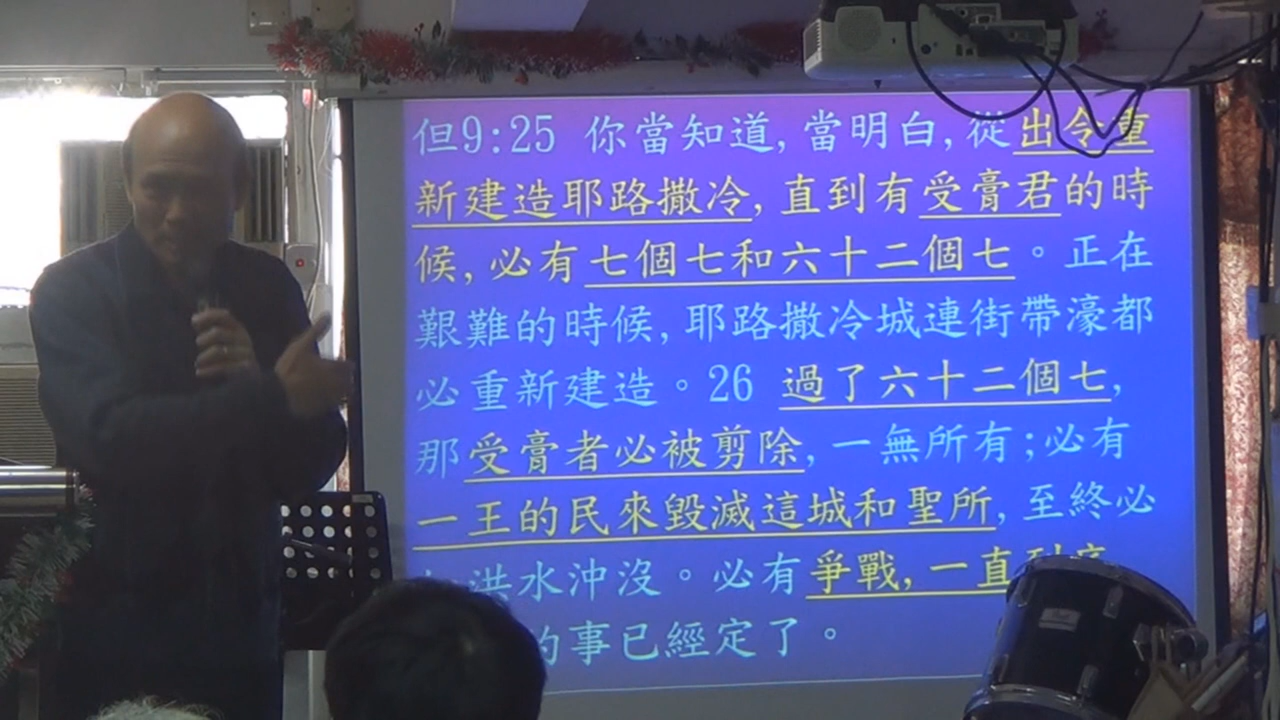 但9:25 你當知道,當明白,從出令重
新建造耶路撒冷,直到有受膏君的時
候,必有七個七和六十二個七。正在
艱難的時候,耶路撒冷城連街帶濠都
必重新建造。26 過了六十二個七,
那受膏者必被剪除,一無所有;必有
一王的民來毀滅這城和聖所,至終必
洪水沖沒。必有爭戰,一直到
的事已經定了。